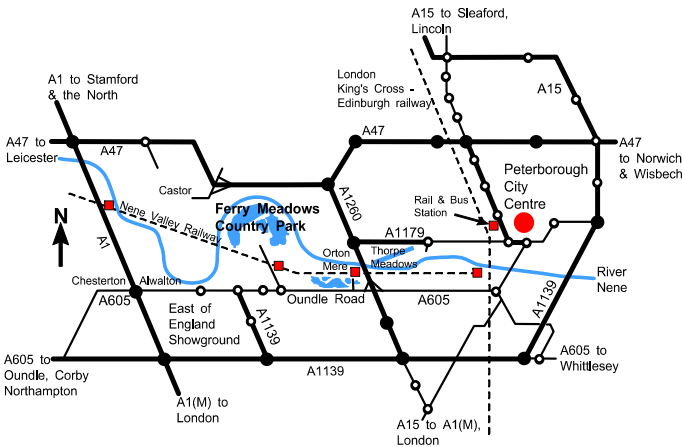 A15 to Sleaford,
Lincoln
A1 to Stamford
& the North
London
King's Cross -
Edinburgh railway
A15
A47 to
Leicester
A47
A47
A47
to Norwich
& Wisbech
Castor
Peterborough
City
Centre
Rail & Bus
Station
A1260
N
Nene Valley Railway
Ferry Meadows
Country Park
A1
A1179
Orton
Mere
Thorpe
Meadows
River
Nene
Chesterton
Alwalton
A605
Oundle Road
A605
A1139
East of
England
Showground
A1139
A605 to
Oundle, Corby
Northampton
A1139
A605 to
Whittlesey
A1(M) to
London
A15 to A1(M),
London